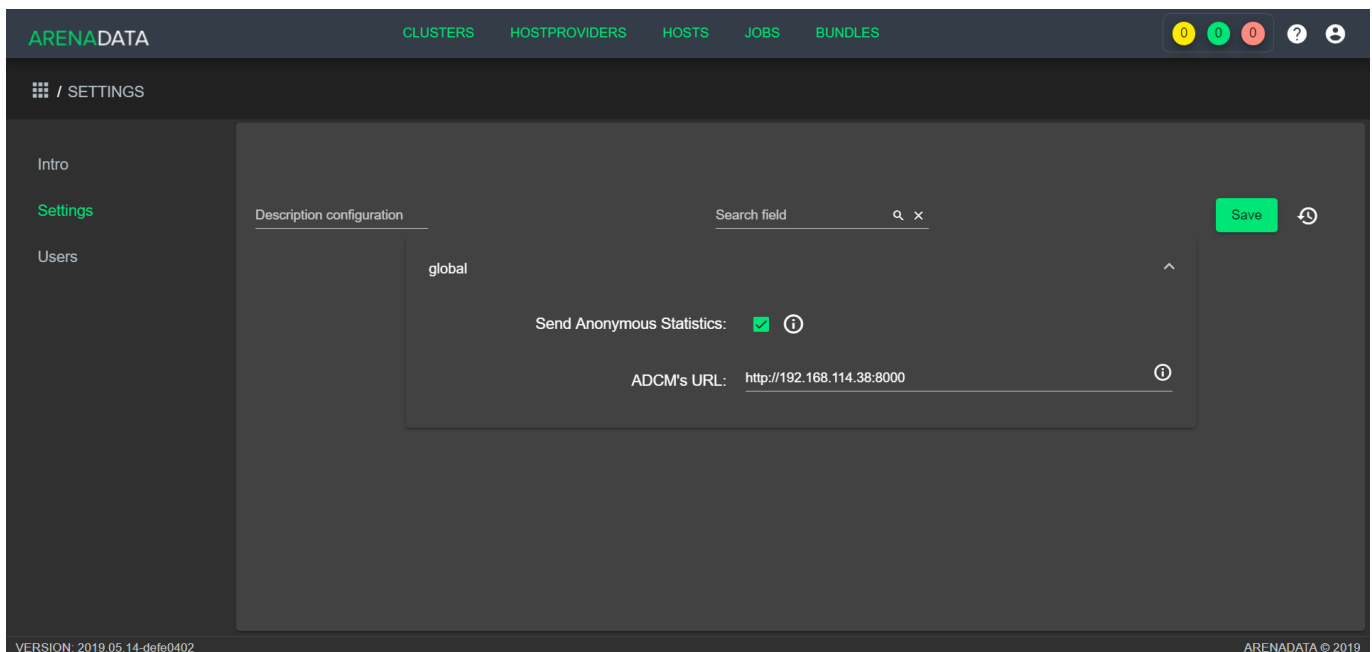 ARENADATA CLUSTERS HOSTPROVIDERS HOSTS JOBS BUNDLES 0 0 0 ?
/ SETTINGS
Intro
Settings
Users
Description configuration Search field Save
global
Send Anonymous Statistics:
ADCM's URL: http://192.168.114.38:8000
VERSION: 2019.05.14-defe0402 ARENADATA © 2019